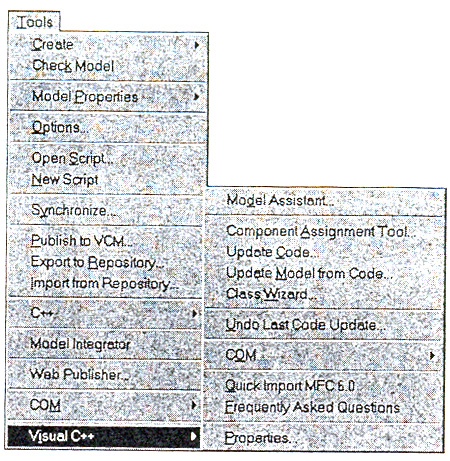 Tools
Create
Check Model
Model Properties
Options...
Open Script...
New Script
Synchronize...
Publish to VCM...
Export to Repository...
Import from Repository...
C++
Model Integrator
Web Publisher...
COM
Visual C++
Model Assistant...
Component Assignment Tool...
Update Code...
Update Model from Code...
Class Wizard...
Undo Last Code Update...
COM
Quick Import MFC 6.0
Frequently Asked Questions
Properties...